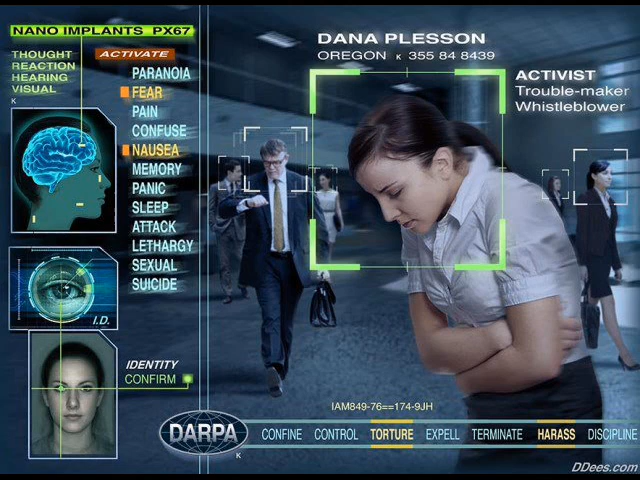 NANO IMPLANTS PX67
THOUGHT
REACTION
HEARING
VISUAL
K
ACTIVATE
PARANOIA
FEAR
PAIN
CONFUSE
NAUSEA
MEMORY
PANIC
SLEEP
ATTACK
LETHARGY
SEXUAL
SUICIDE
I.D.
IDENTITY
CONFIRM
DANA PLESSON
OREGON K 355 84 8439
ACTIVIST
Trouble-maker
Whistleblower
IAM849-76==174-9JH
DARPA
K
CONFINE CONTROL TORTURE EXPELL TERMINATE HARASS DISCIPLINE
DDees.com